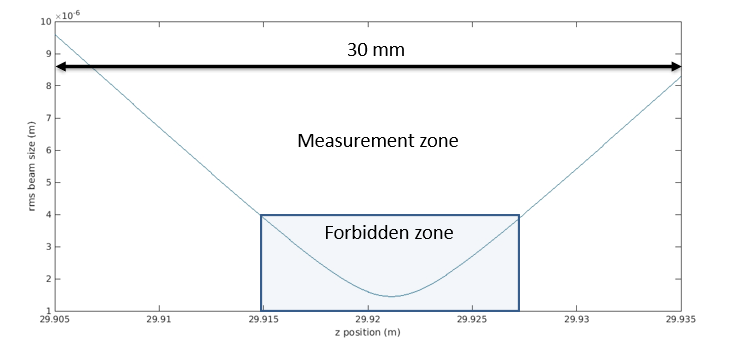 ×10⁻⁶
10
9
8
7
6
5
4
3
2
1
rms beam size (m)
30 mm
Measurement zone
Forbidden zone
29.905 29.91 29.915 29.92 29.925 29.93 29.935
z position (m)